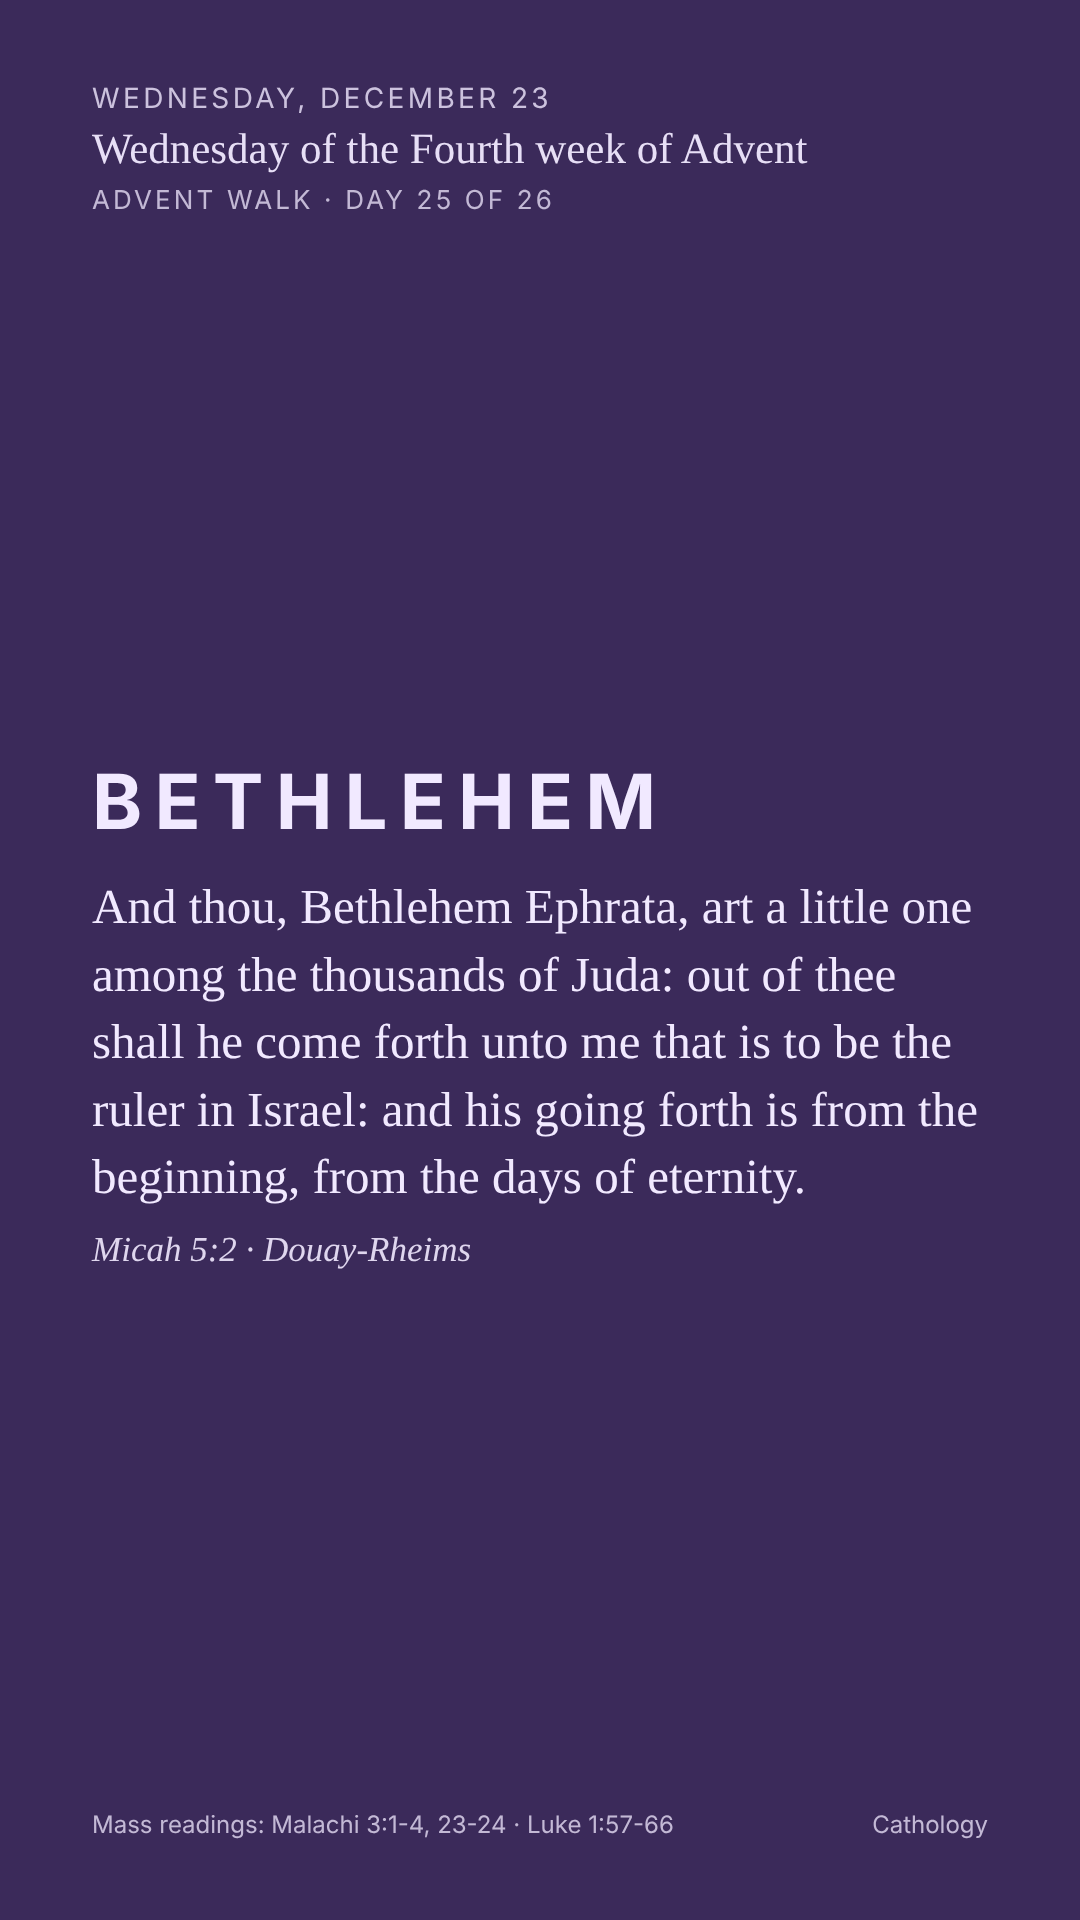 WEDNESDAY, DECEMBER 23
Wednesday of the Fourth week of Advent
ADVENT WALK · DAY 25 OF 26
BETHLEHEM
And thou, Bethlehem Ephrata, art a little one
among the thousands of Juda: out of thee
shall he come forth unto me that is to be the
ruler in Israel: and his going forth is from the
beginning, from the days of eternity.
Micah 5:2 · Douay-Rheims
Mass readings: Malachi 3:1-4, 23-24 · Luke 1:57-66
Cathology